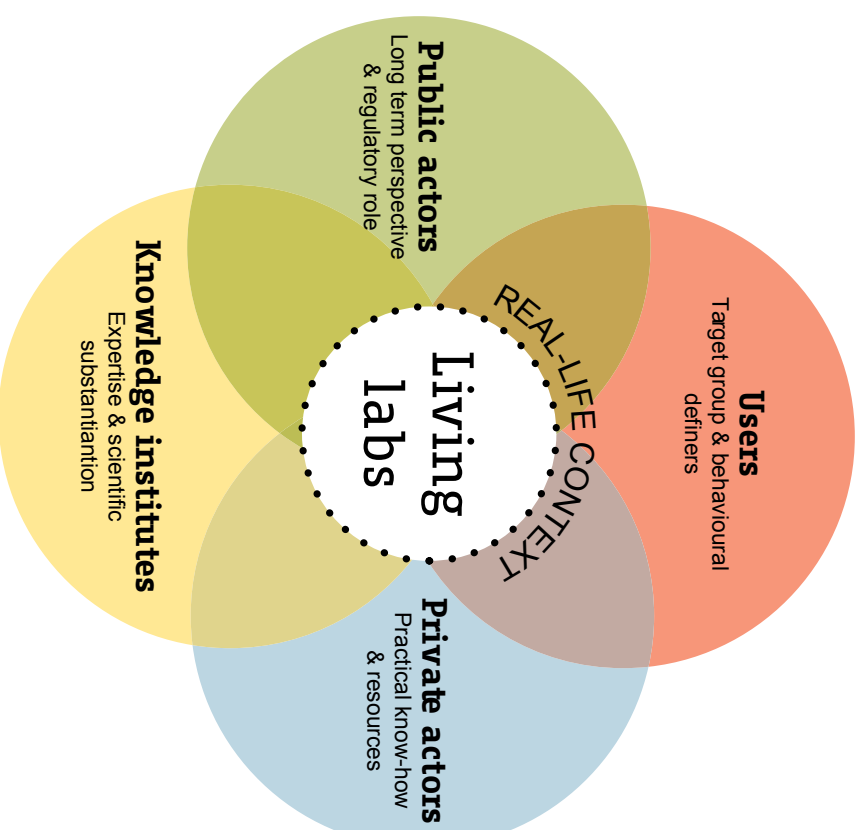 Users
Target group & behavioural
definers
REAL-LIFE CONTEXT
Public actors
Long term perspective
& regulatory role
Living
labs
Private actors
Practical know-how
& resources
Knowledge institutes
Expertise & scientific
substantiantion